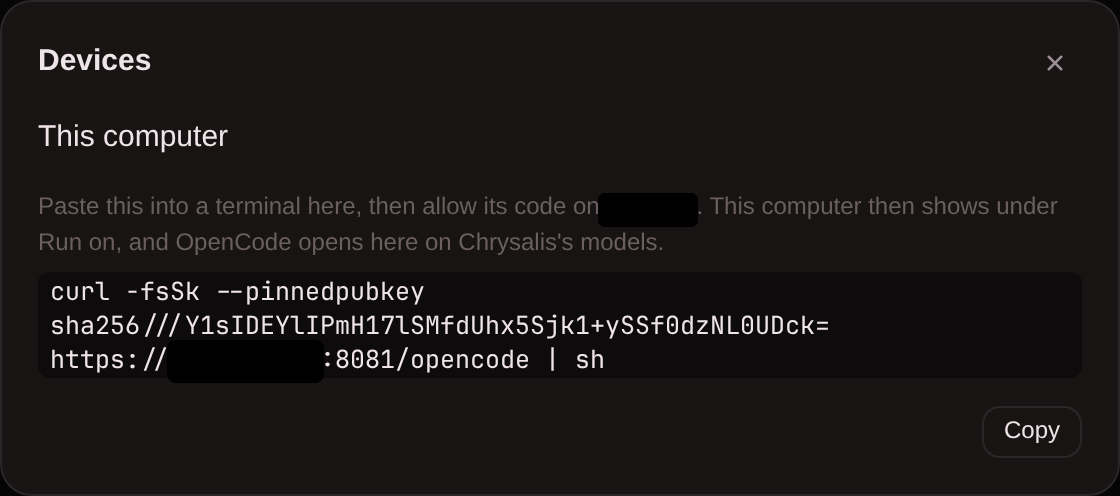 Devices
This computer
Paste this into a terminal here, then allow its code on . This computer then shows under
Run on, and OpenCode opens here on Chrysalis's models.
curl -fsSk --pinnedpubkey
sha256///Y1sIDEYlIPmH17lSMfdUhx5Sjk1+ySSf0dzNL0UDck=
https:// :8081/opencode | sh
Copy